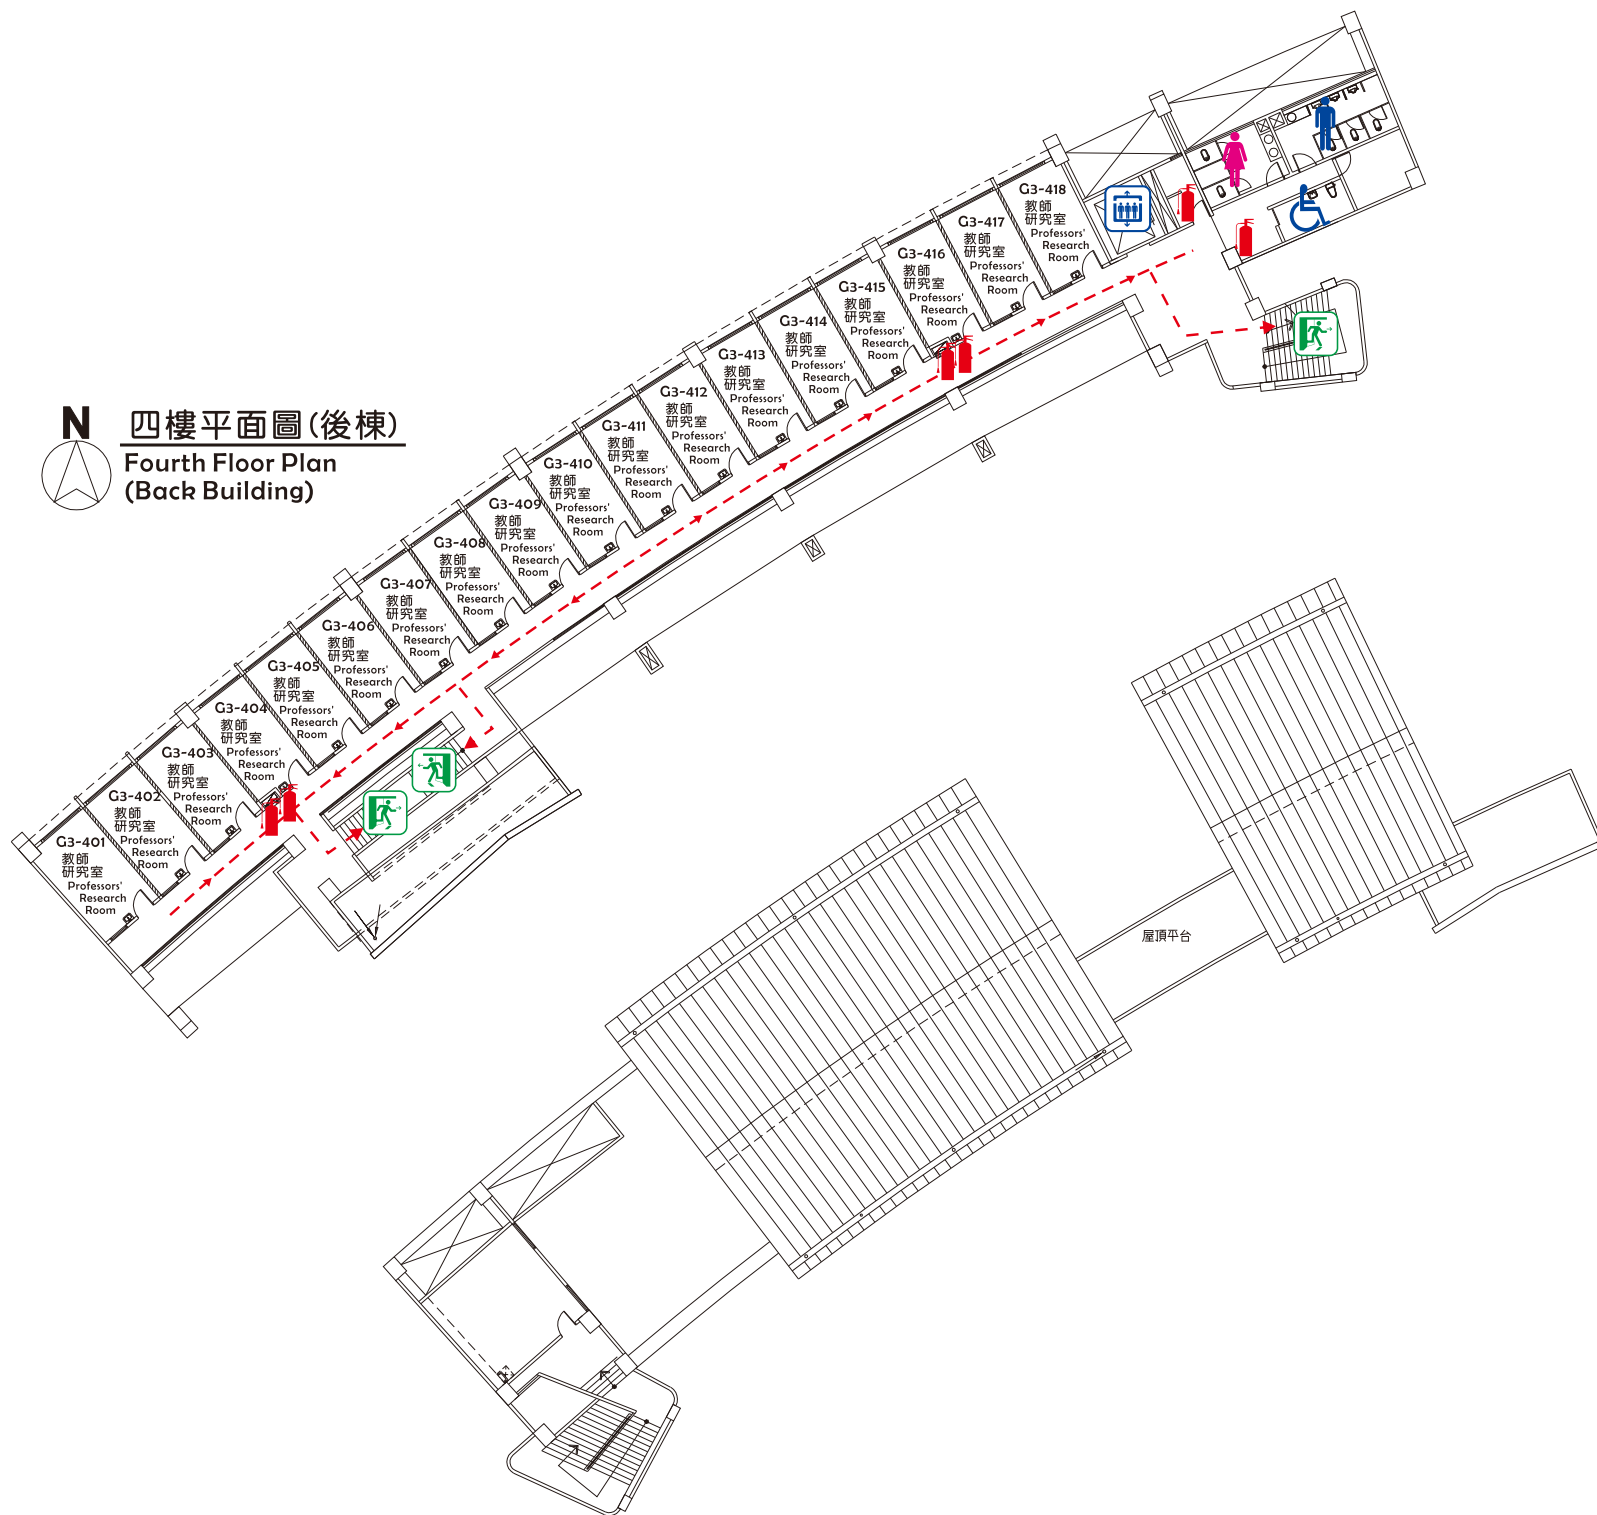 N
四樓平面圖(後棟)
Fourth Floor Plan
(Back Building)
G3-401
教師
研究室
Professors'
Research
Room
G3-402
教師
研究室
Professors'
Research
Room
G3-403
教師
研究室
Professors'
Research
Room
G3-404
教師
研究室
Professors'
Research
Room
G3-405
教師
研究室
Professors'
Research
Room
G3-406
教師
研究室
Professors'
Research
Room
G3-407
教師
研究室
Professors'
Research
Room
G3-408
教師
研究室
Professors'
Research
Room
G3-409
教師
研究室
Professors'
Research
Room
G3-410
教師
研究室
Professors'
Research
Room
G3-411
教師
研究室
Professors'
Research
Room
G3-412
教師
研究室
Professors'
Research
Room
G3-413
教師
研究室
Professors'
Research
Room
G3-414
教師
研究室
Professors'
Research
Room
G3-415
教師
研究室
Professors'
Research
Room
G3-416
教師
研究室
Professors'
Research
Room
G3-417
教師
研究室
Professors'
Research
Room
G3-418
教師
研究室
Professors'
Research
Room
屋頂平台